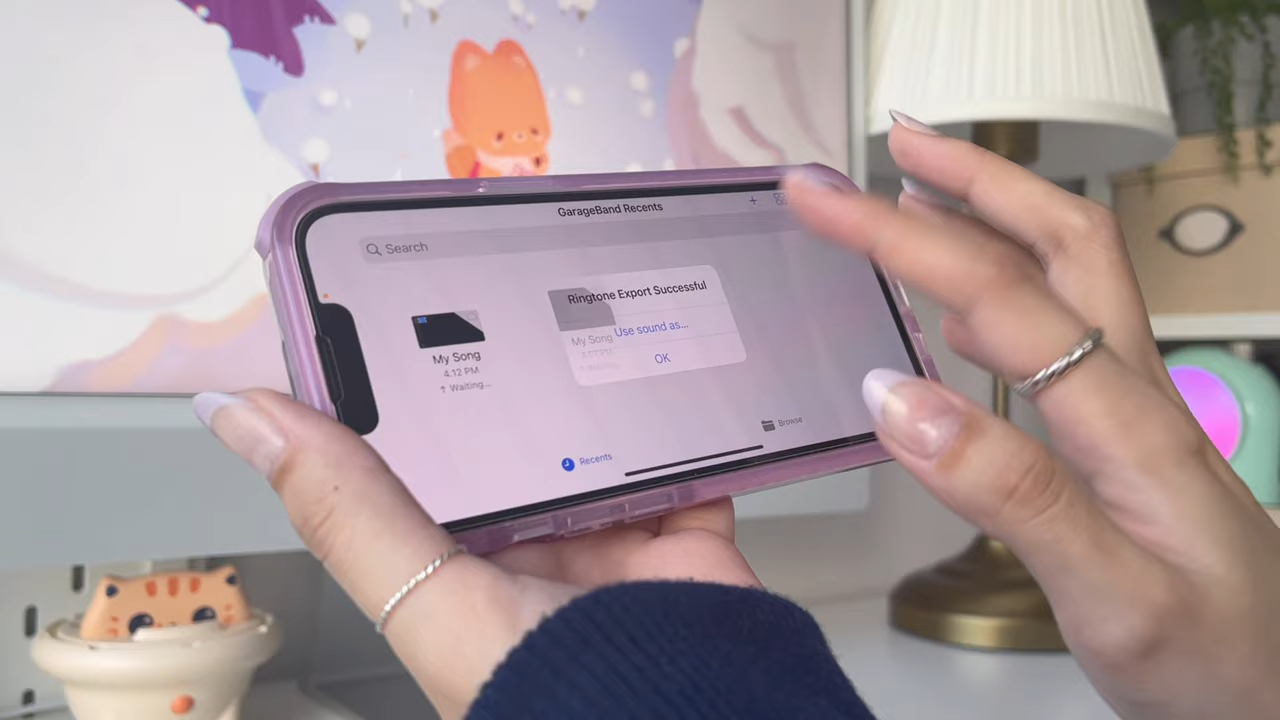 GarageBand Recents
+
Search
Ringtone Export Successful
Use sound as...
OK
My Song
4:12 PM
↑ Waiting...
My Song
Browse
Recents